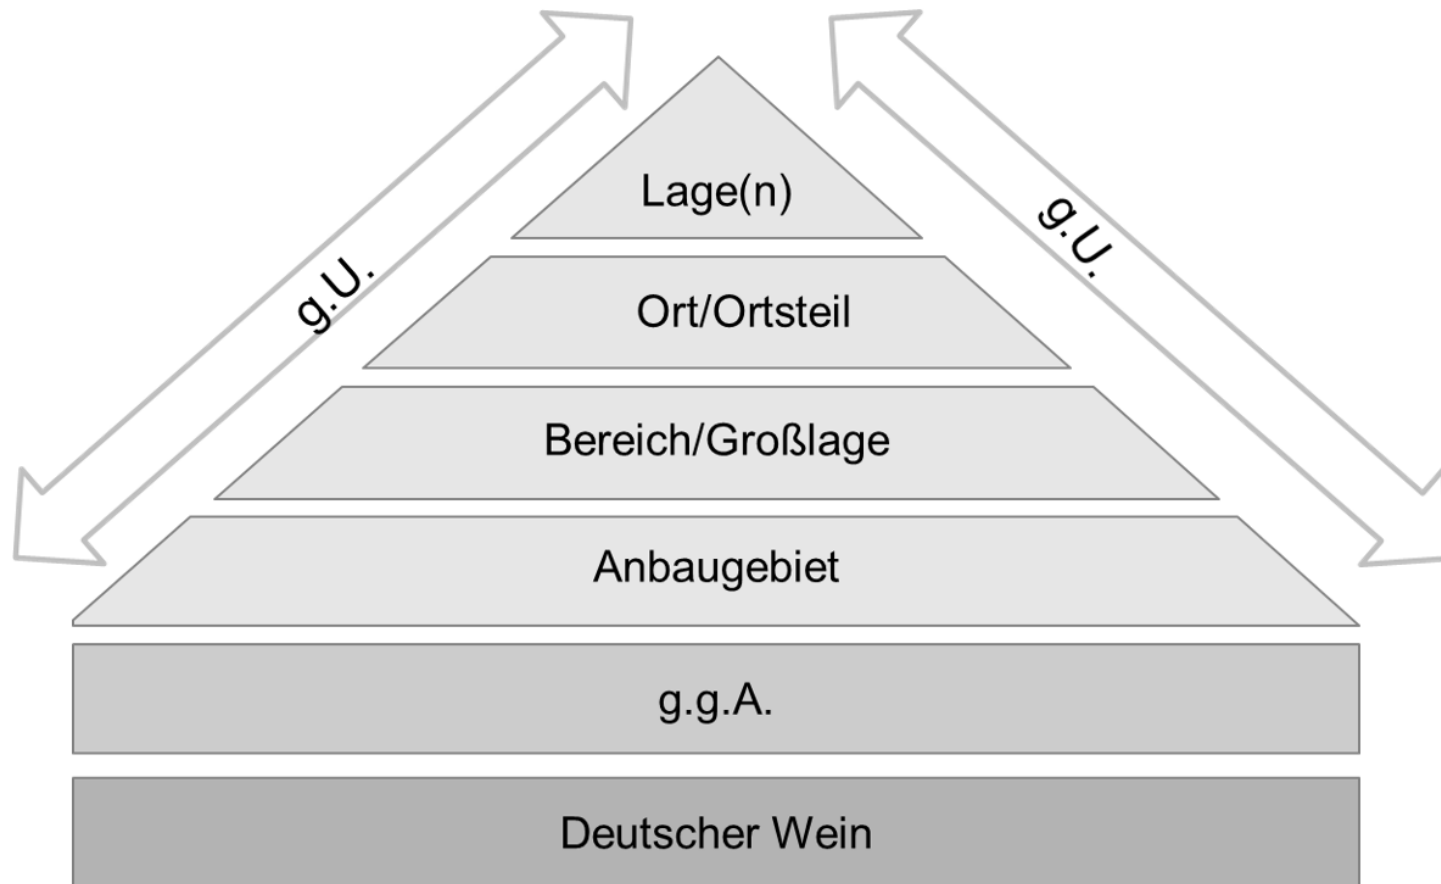 Lage(n)
g.U.
g.U.
Ort/Ortsteil
Bereich/Großlage
Anbaugebiet
g.g.A.
Deutscher Wein